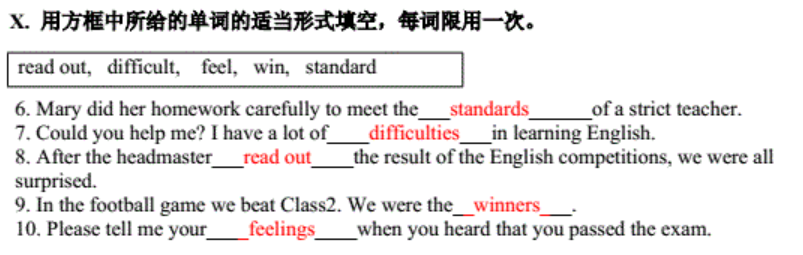 X. 用方框中所给的单词的适当形式填空，每词限用一次。
read out, difficult, feel, win, standard
6. Mary did her homework carefully to meet the___standards______of a strict teacher.
7. Could you help me? I have a lot of____difficulties___in learning English.
8. After the headmaster___read out____the result of the English competitions, we were all
surprised.
9. In the football game we beat Class2. We were the__winners____.
10. Please tell me your____feelings____when you heard that you passed the exam.